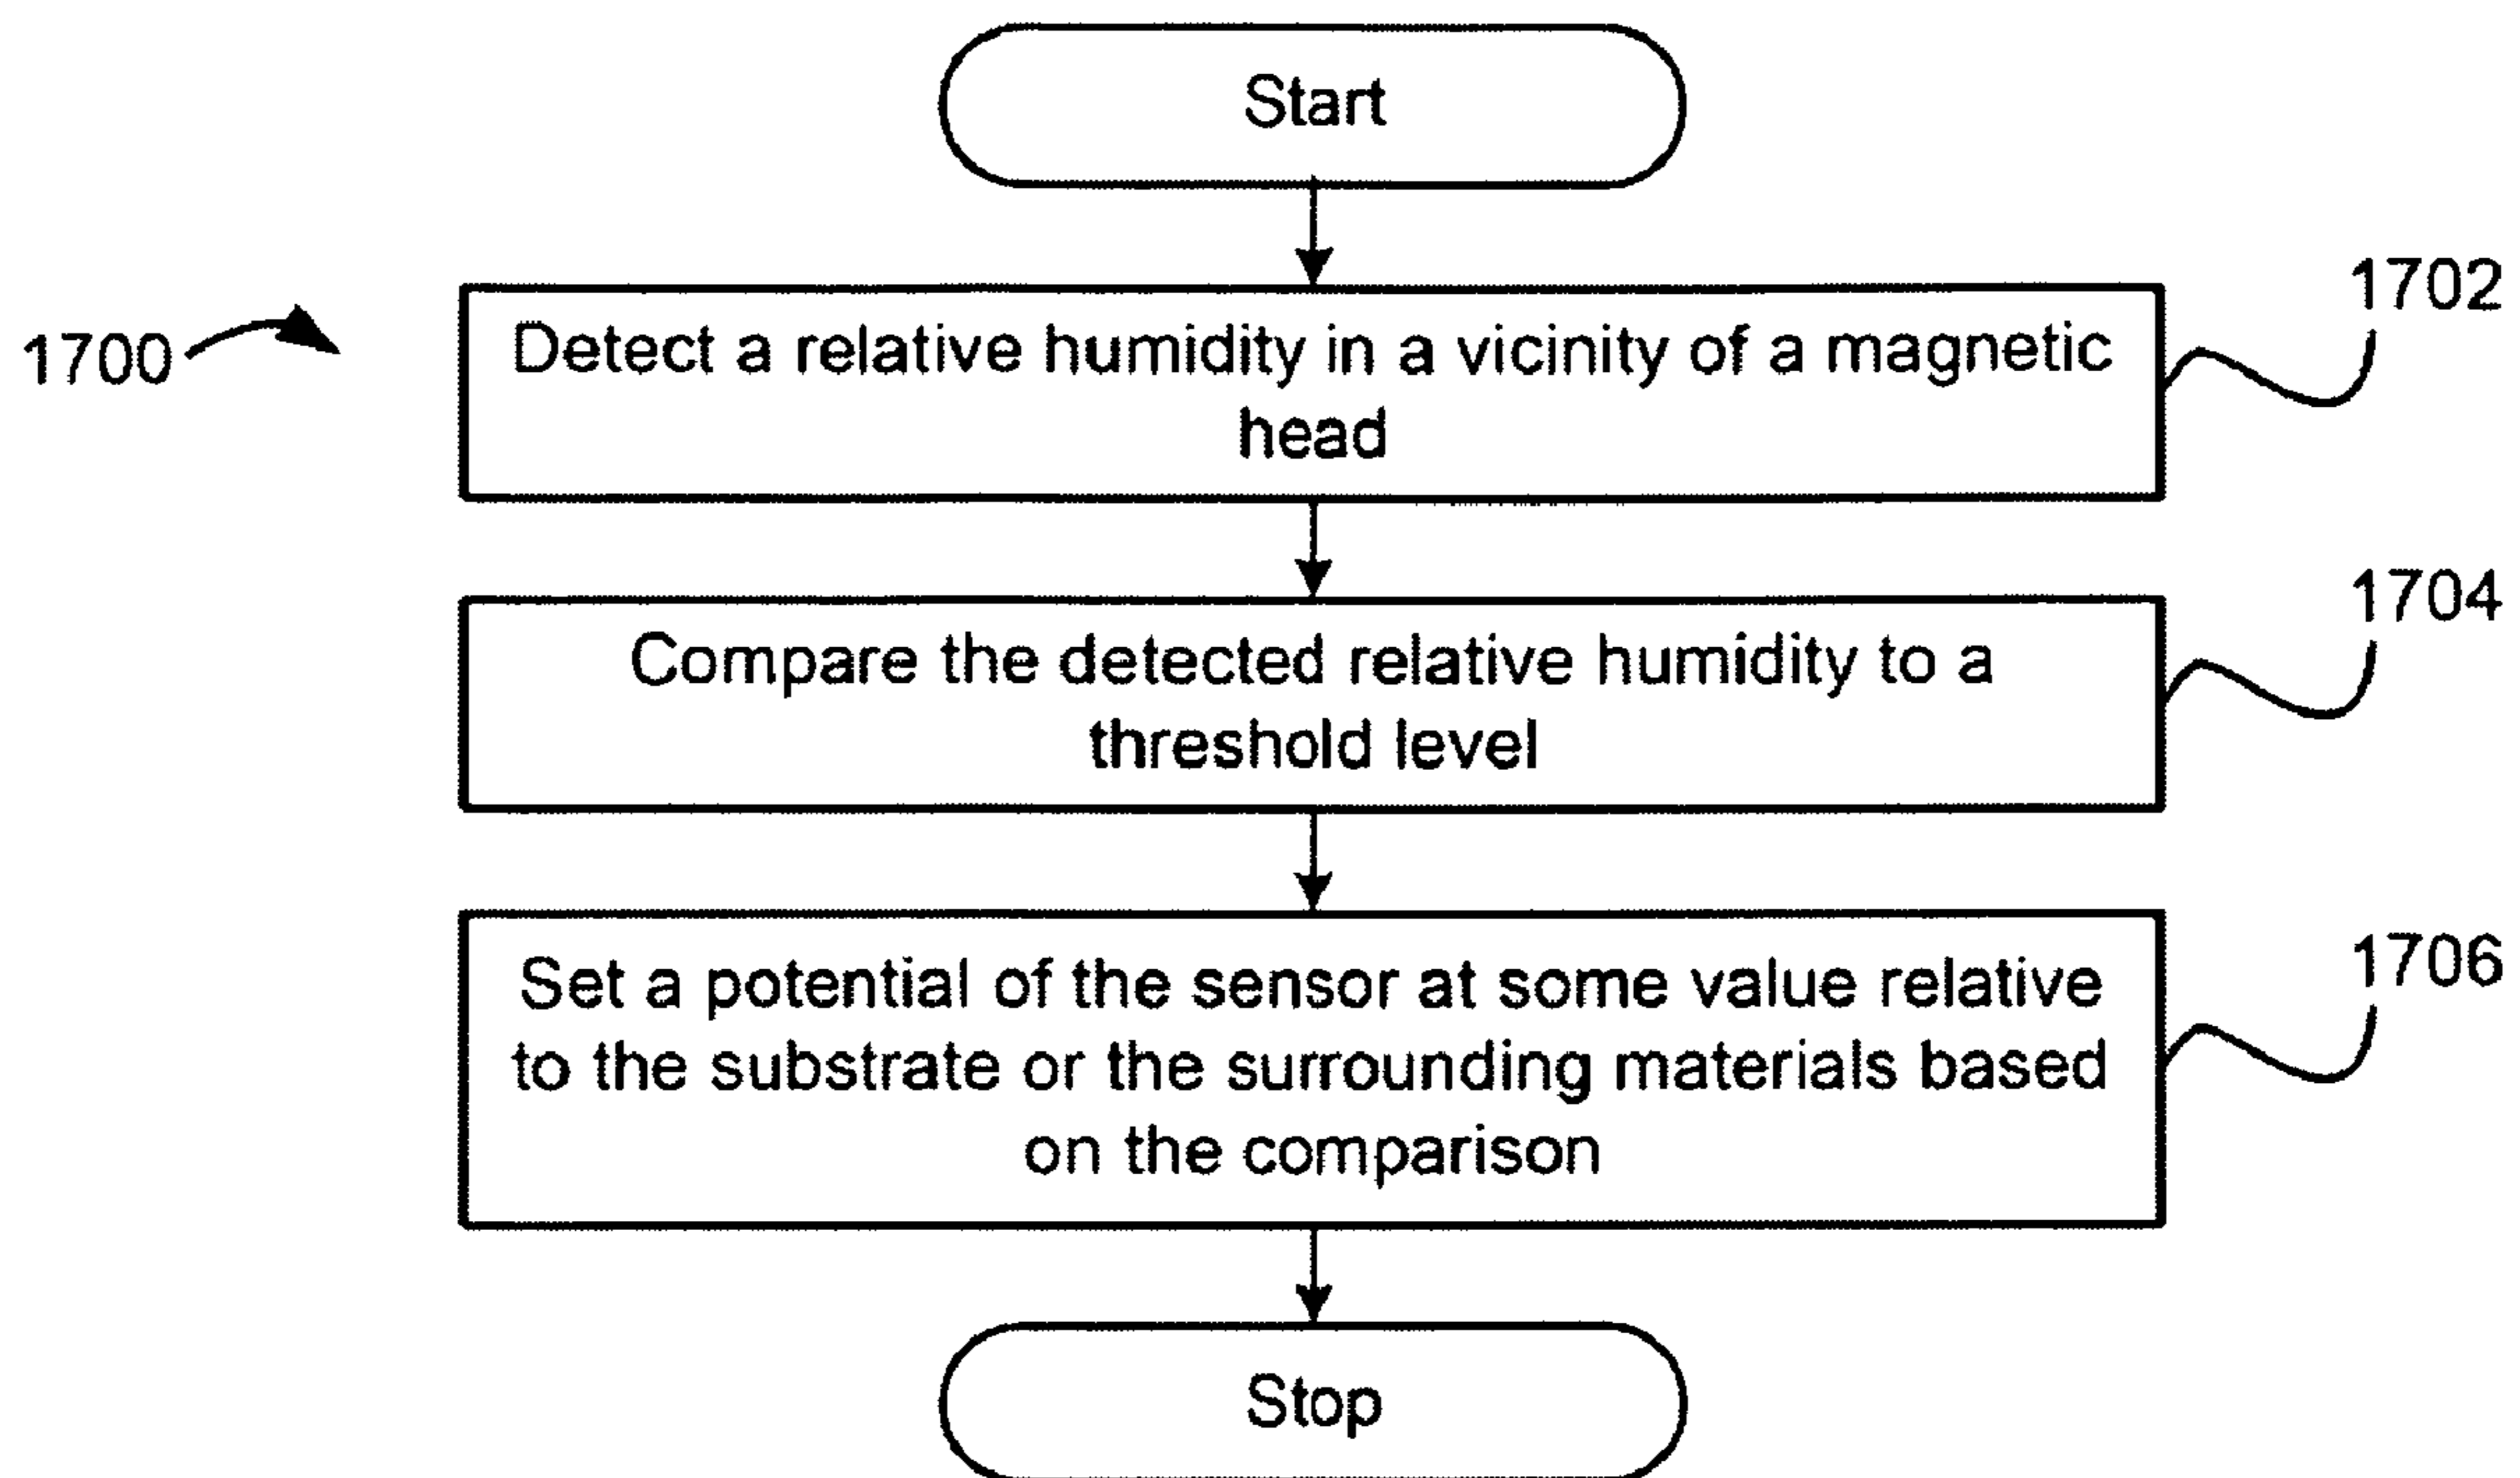 Start
1700
Detect a relative humidity in a vicinity of a magnetic
head
1702
Compare the detected relative humidity to a
threshold level
1704
Set a potential of the sensor at some value relative
to the substrate or the surrounding materials based
on the comparison
1706
Stop